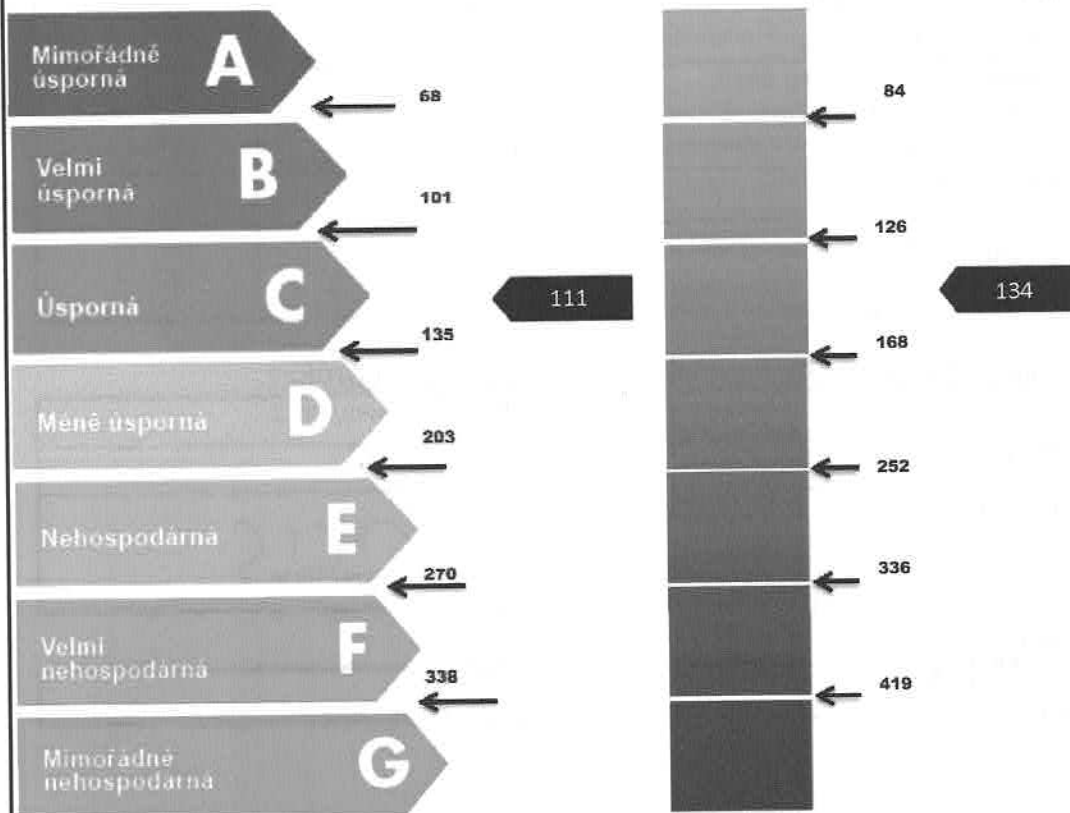 Mimořádně
úsporná
A
68
84
Velmi
úsporná
B
101
126
Úsporná
C
111
134
135
168
Méně úsporná
D
203
252
Nehospodárná
E
270
336
Velmi
nehospodárná
F
338
419
Mimořádně
nehospodárná
G